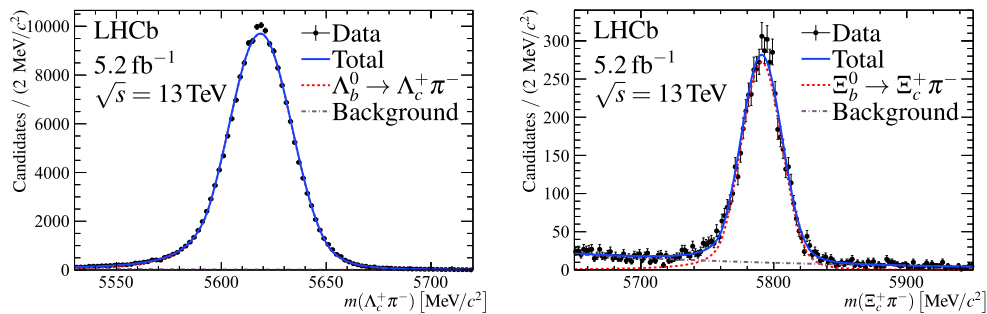 LHCb
5.2 fb⁻¹
√s = 13 TeV
Data
Total
Λ_b^0 → Λ_c^+ π^-
Background
Candidates / (2 MeV/c²)
10000
8000
6000
4000
2000
0
5550
5600
5650
5700
m(Λ_c^+ π^-) [MeV/c²]
LHCb
5.2 fb⁻¹
√s = 13 TeV
Data
Total
Ξ_b^0 → Ξ_c^+ π^-
Background
Candidates / (2 MeV/c²)
300
250
200
150
100
50
0
5700
5800
5900
m(Ξ_c^+ π^-) [MeV/c²]